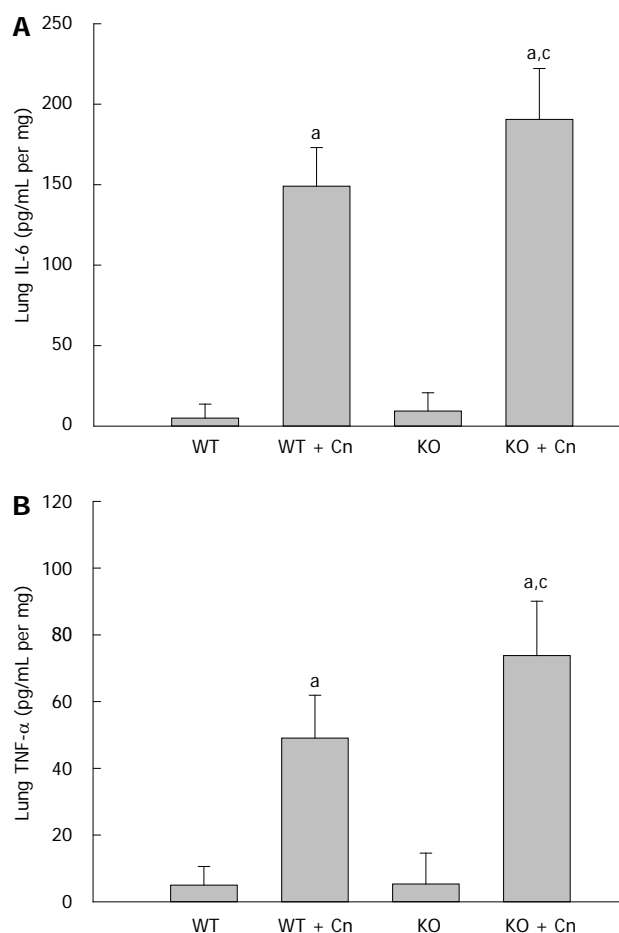 A
250
200
150
100
50
0
Lung IL-6 (pg/mL per mg)
a
a,c
WT
WT + Cn
KO
KO + Cn
B
120
100
80
60
40
20
0
Lung TNF-α (pg/mL per mg)
a
a,c
WT
WT + Cn
KO
KO + Cn